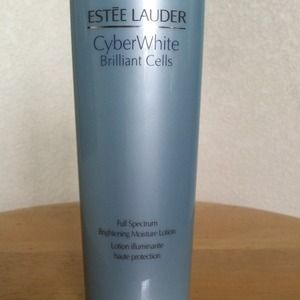 ESTĒE LAUDER
CyberWhite
Brilliant Cells
Full Spectrum
Brightening Moisture Lotion
Lotion illuminante
haute protection